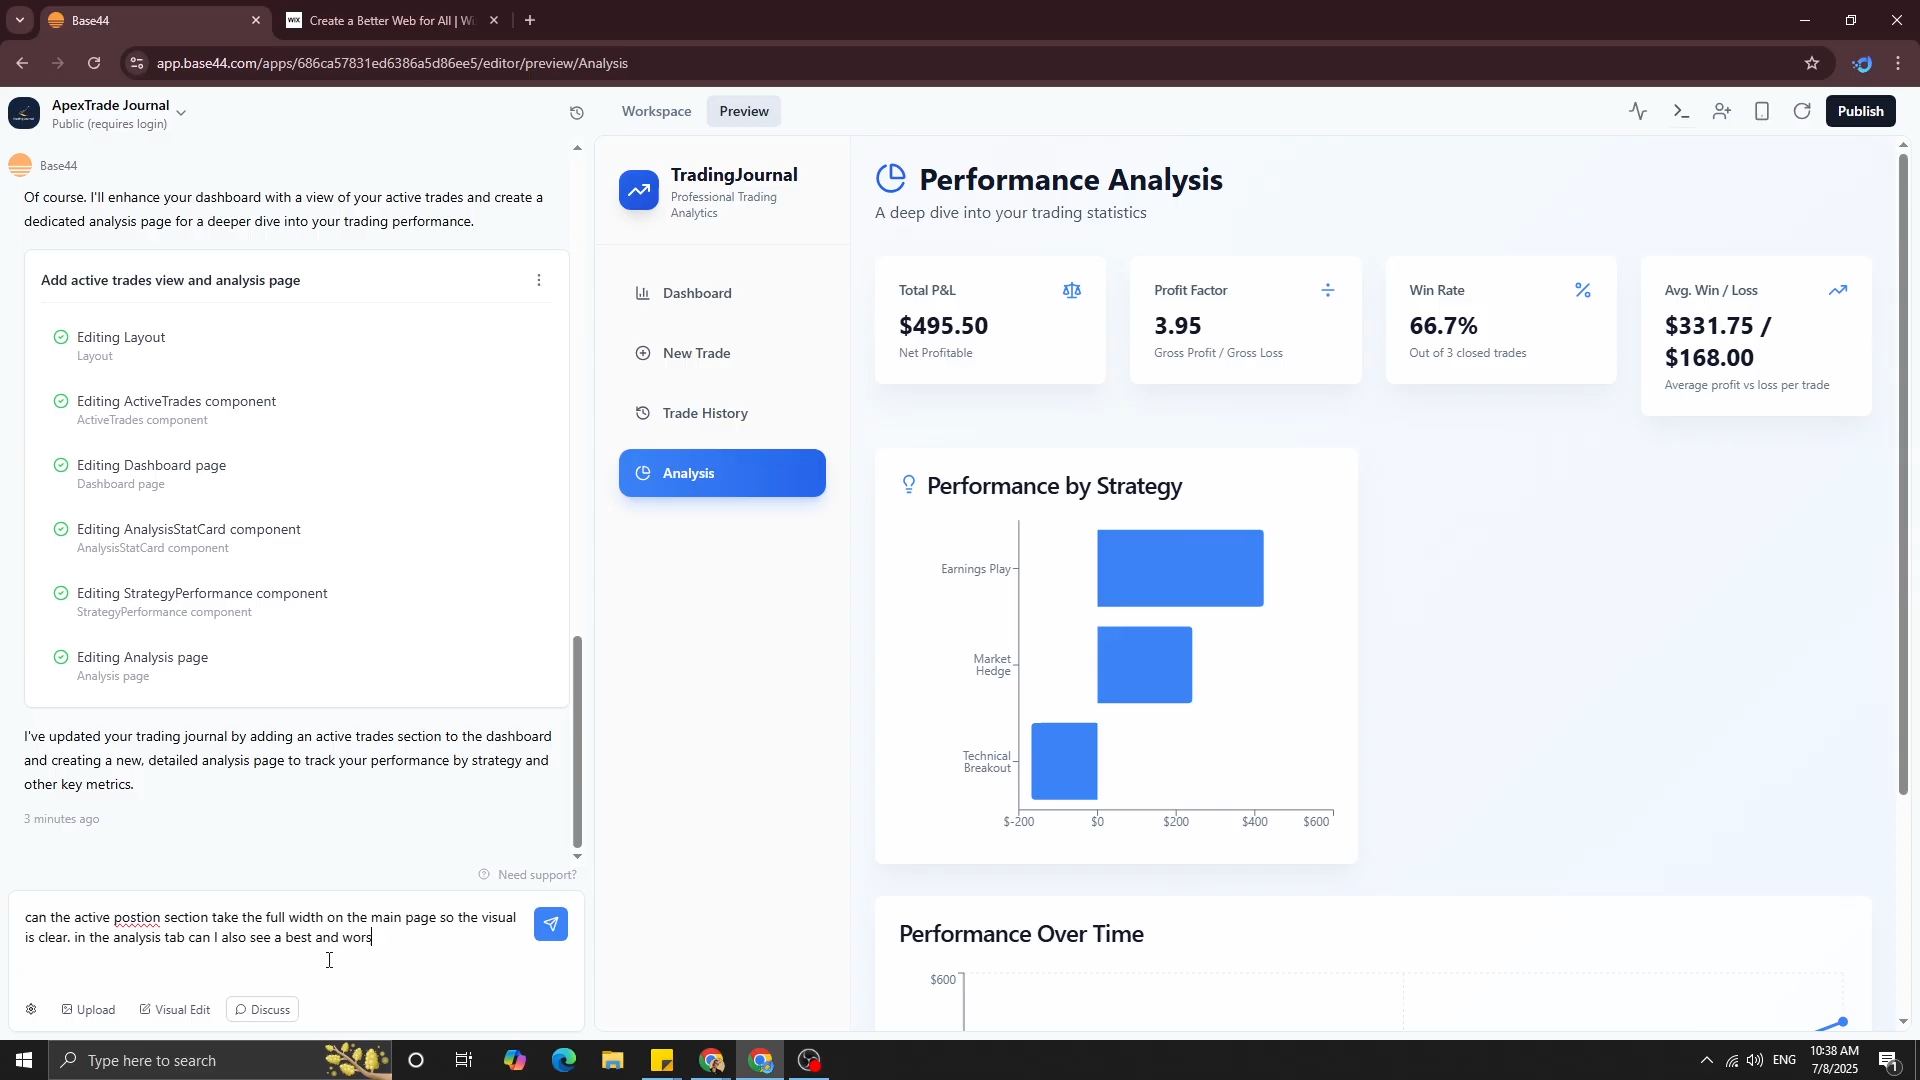 Base44
WIX
Create a Better Web for All | Wi
app.base44.com/apps/686ca57831ed6386a5d86ee5/editor/preview/Analysis
ApexTrade Journal
Public (requires login)
Workspace
Preview
Publish
Base44
Of course. I'll enhance your dashboard with a view of your active trades and create a
dedicated analysis page for a deeper dive into your trading performance.
Add active trades view and analysis page
Editing Layout
Layout
Editing ActiveTrades component
ActiveTrades component
Editing Dashboard page
Dashboard page
Editing AnalysisStatCard component
AnalysisStatCard component
Editing StrategyPerformance component
StrategyPerformance component
Editing Analysis page
Analysis page
I've updated your trading journal by adding an active trades section to the dashboard
and creating a new, detailed analysis page to track your performance by strategy and
other key metrics.
3 minutes ago
Need support?
can the active postion section take the full width on the main page so the visual
is clear. in the analysis tab can I also see a best and wors
Upload
Visual Edit
Discuss
TradingJournal
Professional Trading
Analytics
Dashboard
New Trade
Trade History
Analysis
Performance Analysis
A deep dive into your trading statistics
Total P&L
$495.50
Net Profitable
Profit Factor
3.95
Gross Profit / Gross Loss
Win Rate
66.7%
Out of 3 closed trades
Avg. Win / Loss
$331.75 /
$168.00
Average profit vs loss per trade
Performance by Strategy
Earnings Play
Market
Hedge
Technical
Breakout
$-200
$0
$200
$400
$600
Performance Over Time
$600
Type here to search
ENG
10:38 AM
7/8/2025
1